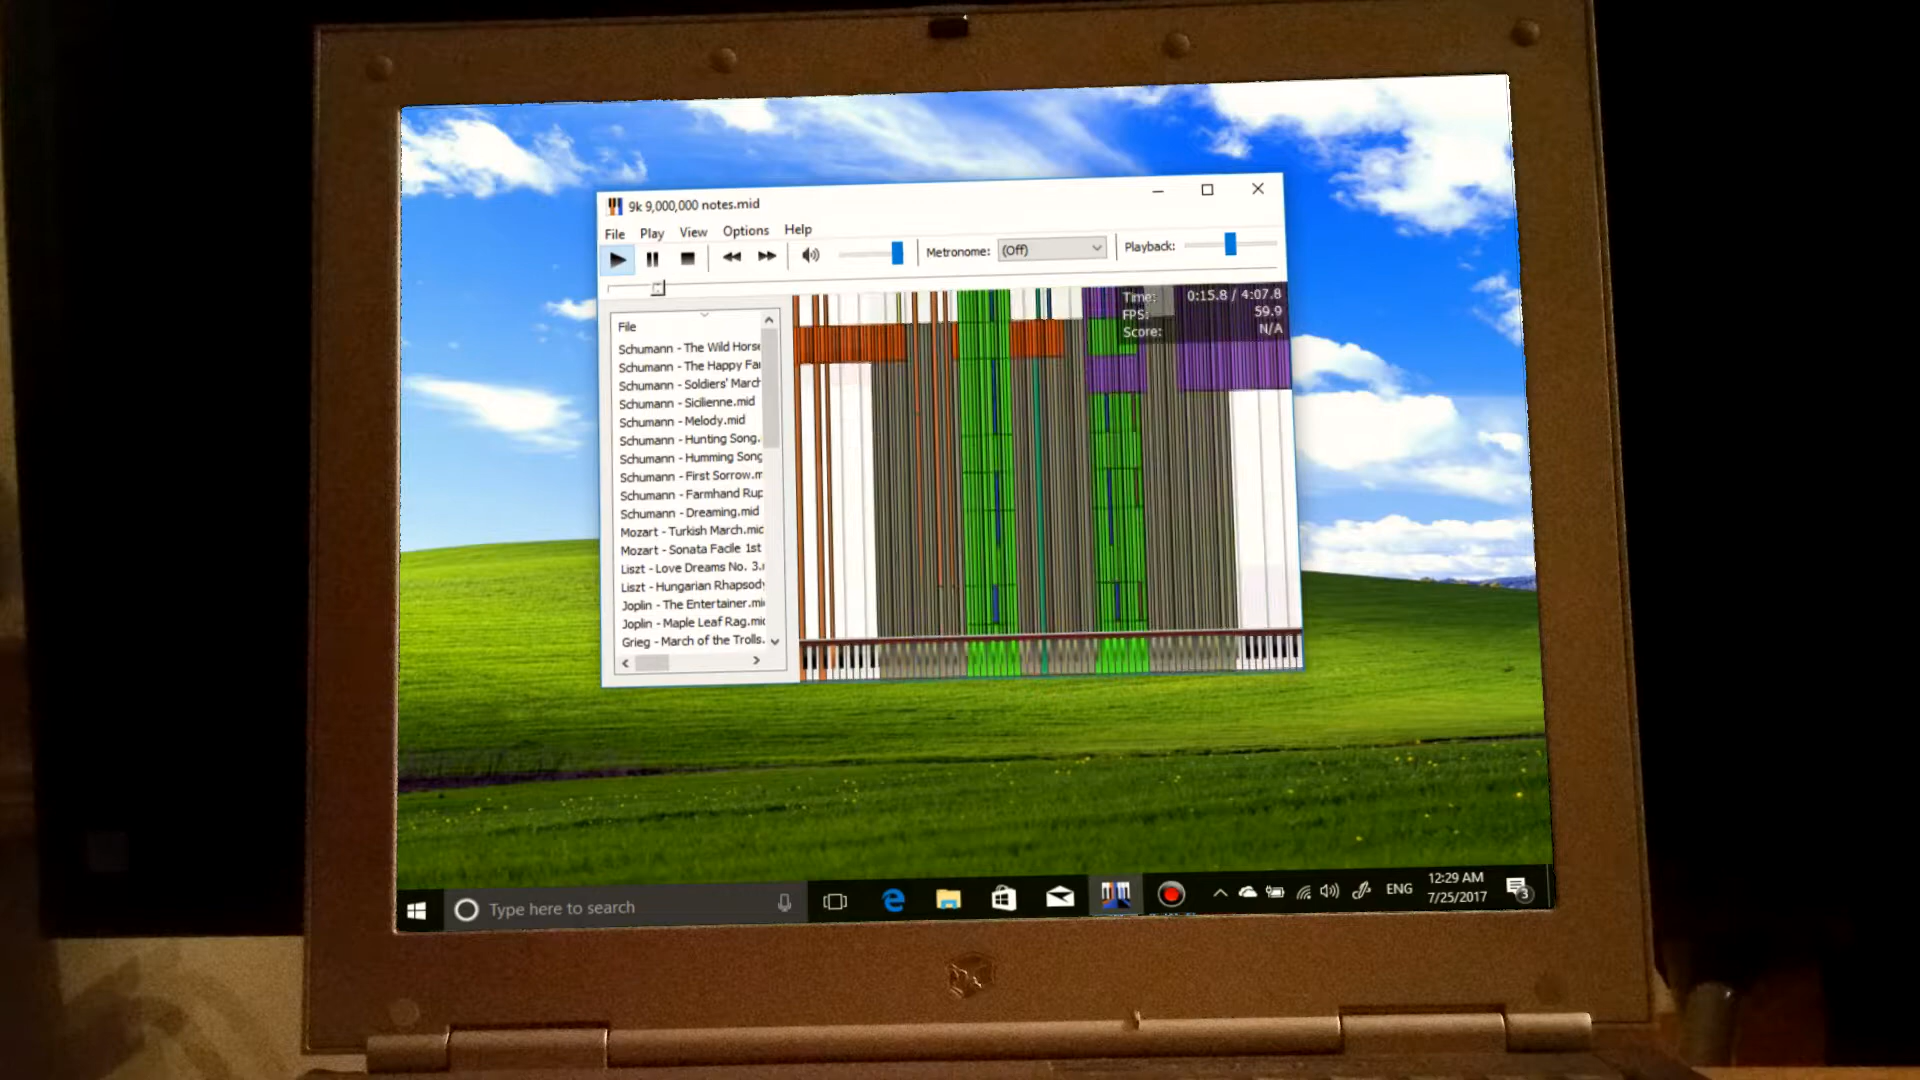 9k 9,000,000 notes.mid
File Play View Options Help
Metronome: (Off) Playback:
Time: 0:15.8 / 4:07.8
FPS: 59.9
Score: N/A
File
Schumann - The Wild Horse
Schumann - The Happy Fa
Schumann - Soldiers' March
Schumann - Sicilienne.mid
Schumann - Melody.mid
Schumann - Hunting Song.
Schumann - Humming Song
Schumann - First Sorrow.m
Schumann - Farmhand Rup
Schumann - Dreaming.mid
Mozart - Turkish March.mid
Mozart - Sonata Facile 1st
Liszt - Love Dreams No. 3.
Liszt - Hungarian Rhapsody
Joplin - The Entertainer.mi
Joplin - Maple Leaf Rag.mid
Grieg - March of the Trolls.
Type here to search
ENG
12:29 AM
7/25/2017
3